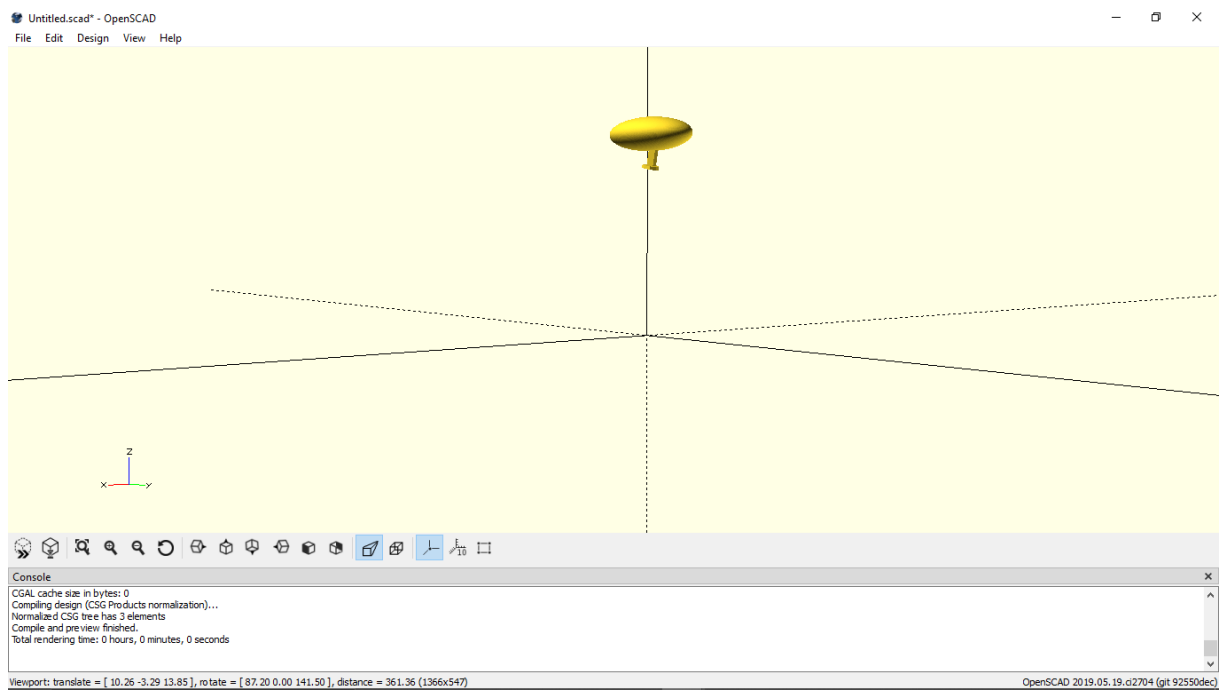 Untitled.scad* - OpenSCAD
File Edit Design View Help
Z
X Y
10
Console
CGAL cache size in bytes: 0
Compiling design (CSG Products normalization)...
Normalized CSG tree has 3 elements
Compile and preview finished.
Total rendering time: 0 hours, 0 minutes, 0 seconds
Viewport: translate = [ 10.26 -3.29 13.85 ], rotate = [ 87.20 0.00 141.50 ], distance = 361.36 (1366x547) OpenSCAD 2019.05.19.ci2704 (git 92550dec)